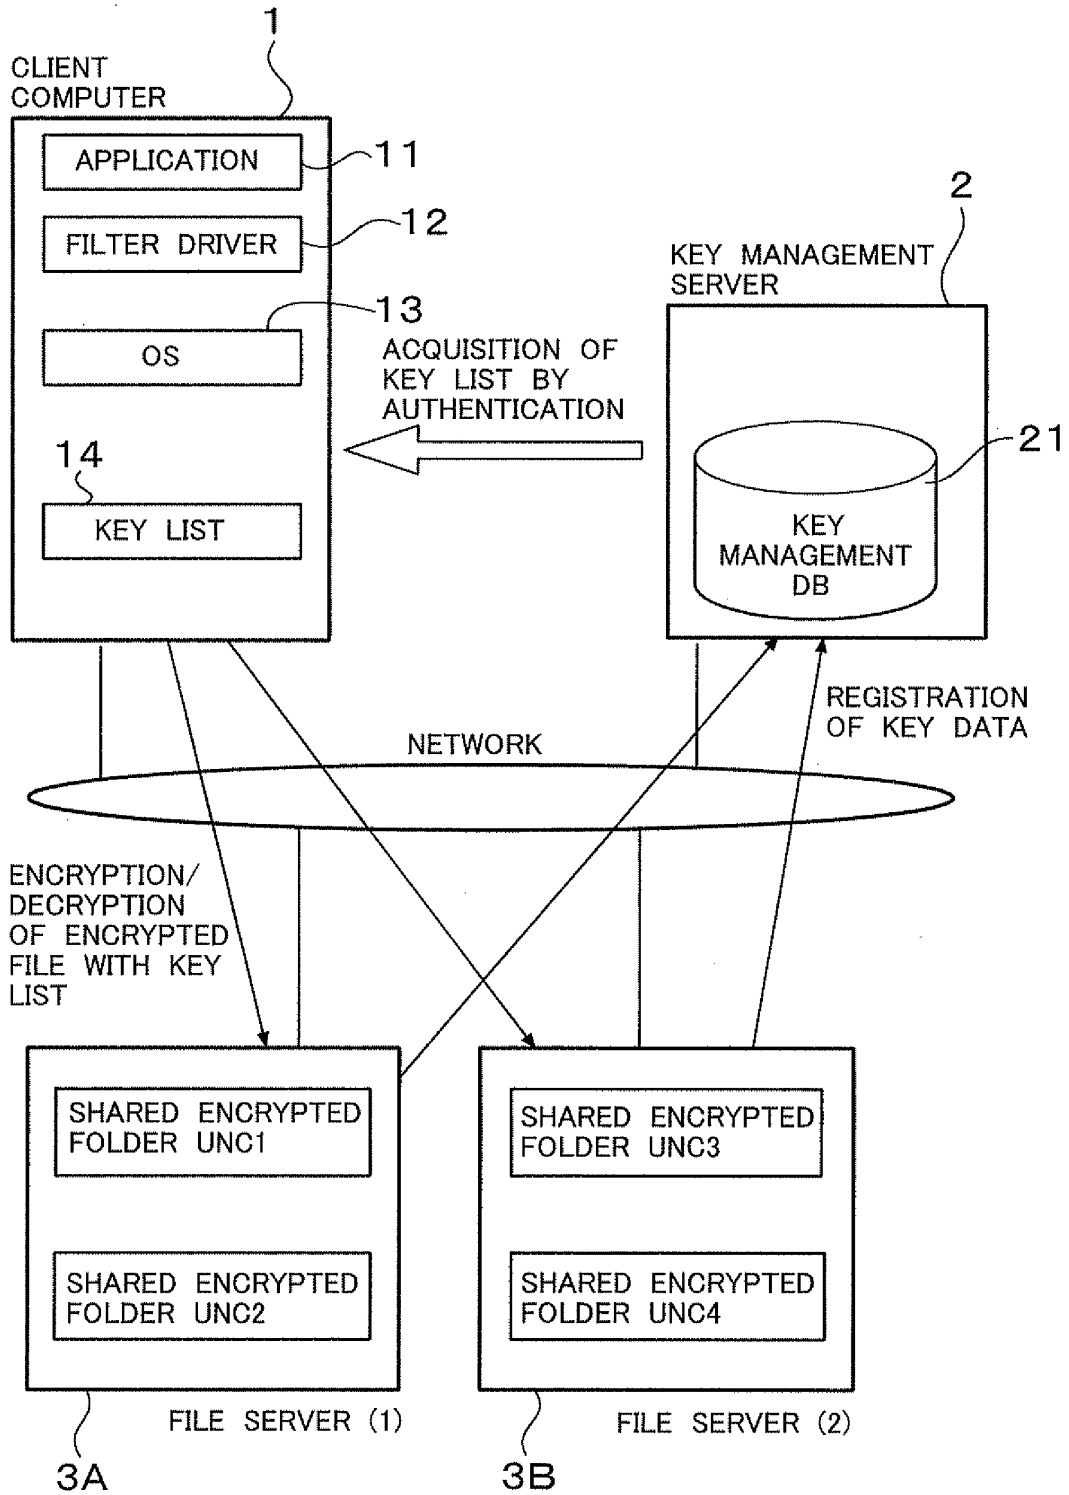 1
CLIENT
COMPUTER
APPLICATION
11
FILTER DRIVER
12
13
OS
14
KEY LIST
2
KEY MANAGEMENT
SERVER
ACQUISITION OF
KEY LIST BY
AUTHENTICATION
21
KEY
MANAGEMENT
DB
REGISTRATION
OF KEY DATA
NETWORK
ENCRYPTION/
DECRYPTION
OF ENCRYPTED
FILE WITH KEY
LIST
SHARED ENCRYPTED
FOLDER UNC1
SHARED ENCRYPTED
FOLDER UNC2
SHARED ENCRYPTED
FOLDER UNC3
SHARED ENCRYPTED
FOLDER UNC4
FILE SERVER (1)
3A
FILE SERVER (2)
3B